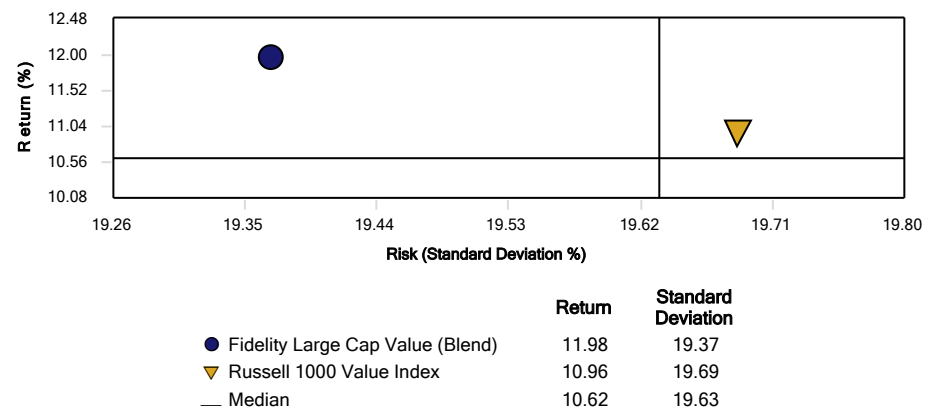 12.48
12.00
11.52
11.04
10.56
10.08
Return (%)
19.26 19.35 19.44 19.53 19.62 19.71 19.80
Risk (Standard Deviation %)
Return Standard Deviation
Fidelity Large Cap Value (Blend) 11.98 19.37
Russell 1000 Value Index 10.96 19.69
Median 10.62 19.63